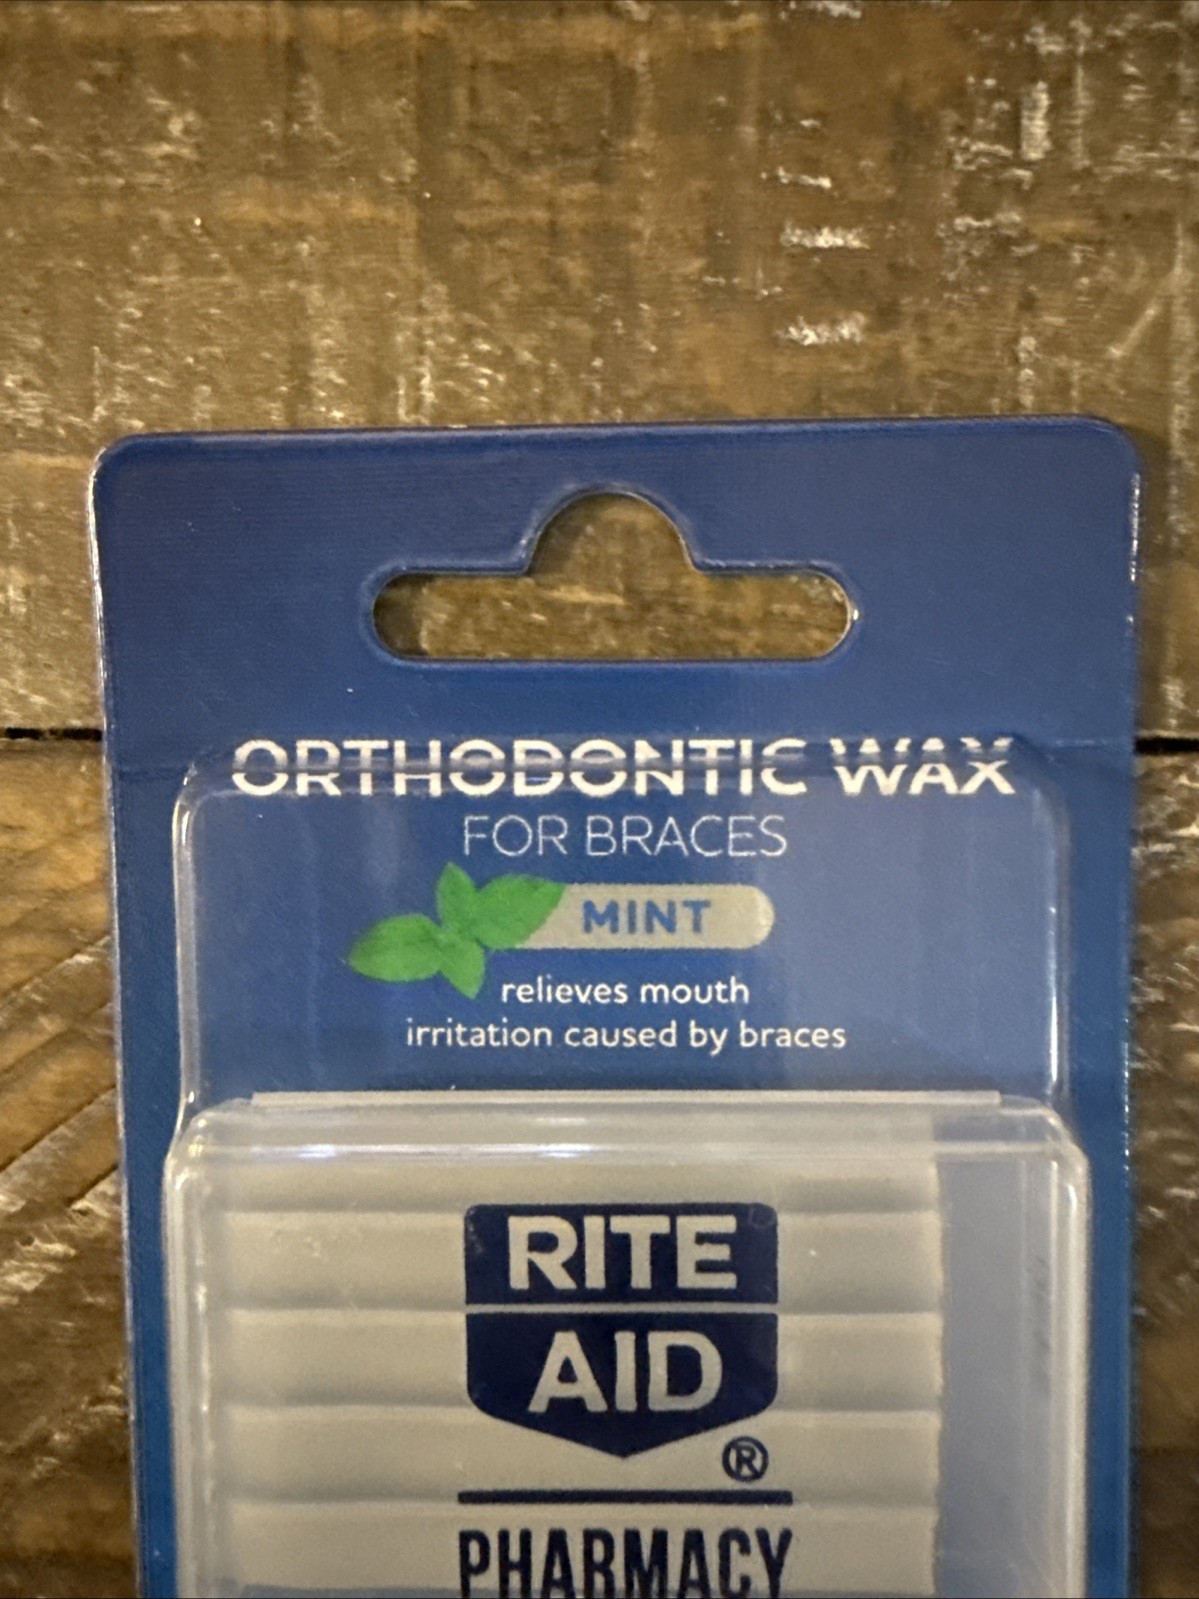 ORTHODONTIC WAX
FOR BRACES
MINT
relieves mouth
irritation caused by braces
RITE
AID
®
PHARMACY